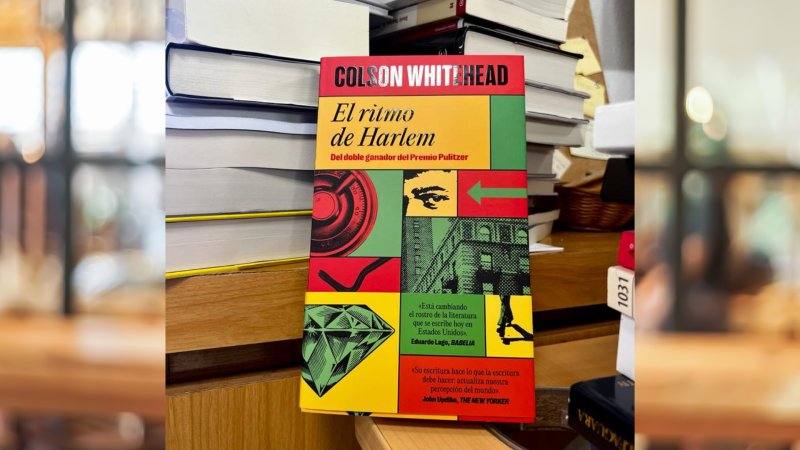 COLSON WHITEHEAD
El ritmo
de Harlem
Del doble ganador del Premio Pulitzer
«Está cambiando
el rostro de la literatura
que se escribe hoy en
Estados Unidos».
Eduardo Lago, BABELIA
«Su escritura hace lo que la escritura
debe hacer: actualiza nuestra
percepción del mundo»
John Updike, THE NEW YORKER
1031
FAGUARA